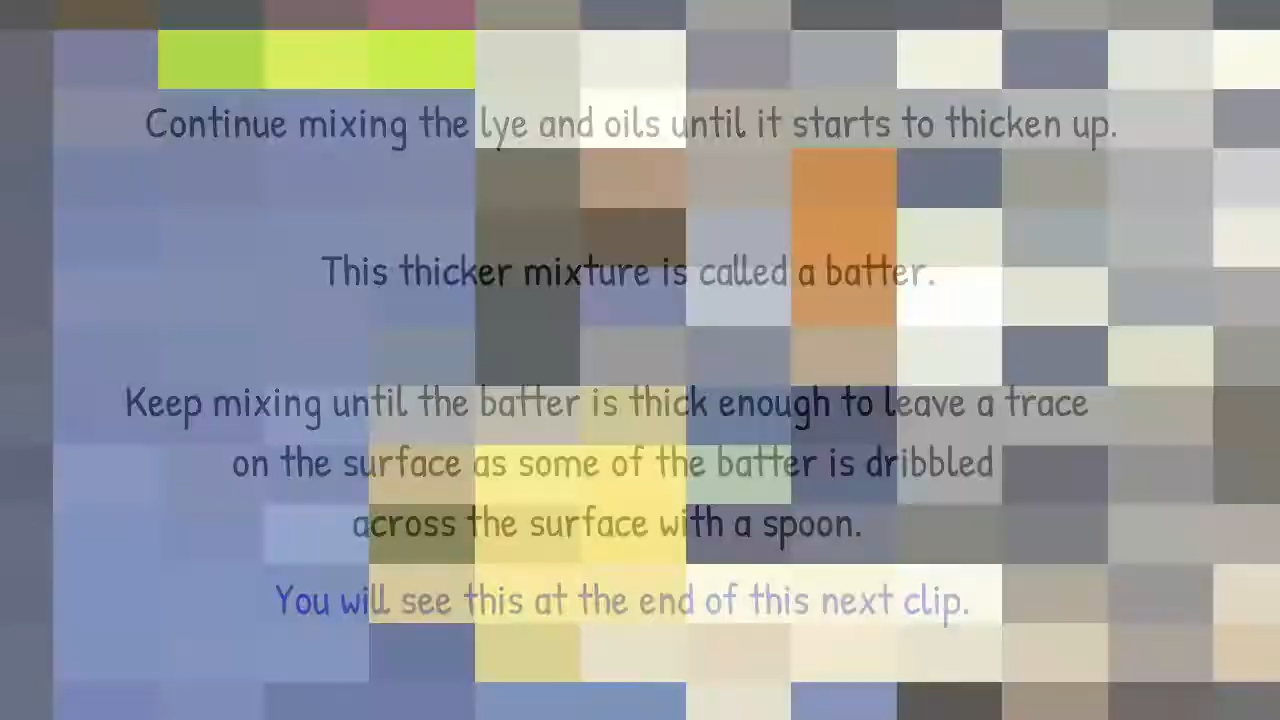 Continue mixing the lye and oils until it starts to thicken up.
This thicker mixture is called a batter.
Keep mixing until the batter is thick enough to leave a trace
on the surface as some of the batter is dribbled
across the surface with a spoon.
You will see this at the end of this next clip.